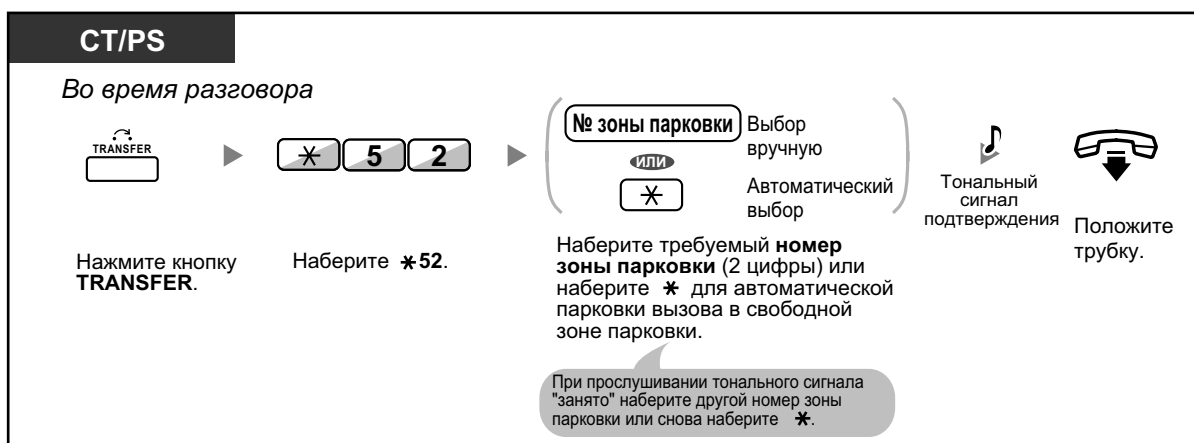 CT/PS
Во время разговора
TRANSFER
* 5 2
№ зоны парковки
Выбор
вручную
или
*
Автоматический
выбор
Тональный
сигнал
подтверждения
Положите
трубку.
Нажмите кнопку
TRANSFER.
Наберите *52.
Наберите требуемый номер
зоны парковки (2 цифры) или
наберите * для автоматической
парковки вызова в свободной
зоне парковки.
При прослушивании тонального сигнала
"занято" наберите другой номер зоны
парковки или снова наберите *.